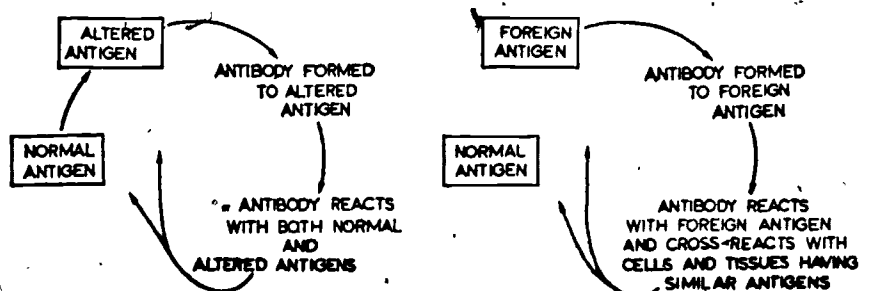 ALTERED
ANTIGEN
ANTIBODY FORMED
TO ALTERED
ANTIGEN
NORMAL
ANTIGEN
ANTIBODY REACTS
WITH BOTH NORMAL
AND
ALTERED ANTIGENS
FOREIGN
ANTIGEN
ANTIBODY FORMED
TO FOREIGN
ANTIGEN
NORMAL
ANTIGEN
ANTIBODY REACTS
WITH FOREIGN ANTIGEN
AND CROSS-REACTS WITH
CELLS AND TISSUES HAVING
SIMILAR ANTIGENS